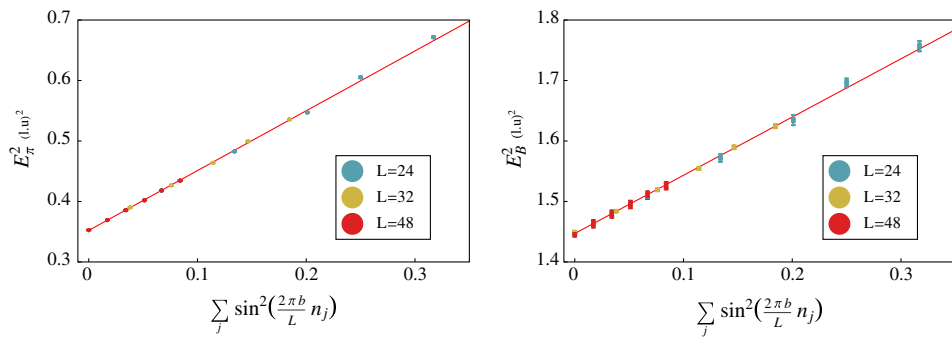 0.7
0.6
0.5
0.4
0.3
E_π^2 (l.u)^2
L=24
L=32
L=48
0 0.1 0.2 0.3
∑_j sin^2(2πb/L n_j)
1.8
1.7
1.6
1.5
1.4
E_B^2 (l.u)^2
L=24
L=32
L=48
0 0.1 0.2 0.3
∑_j sin^2(2πb/L n_j)